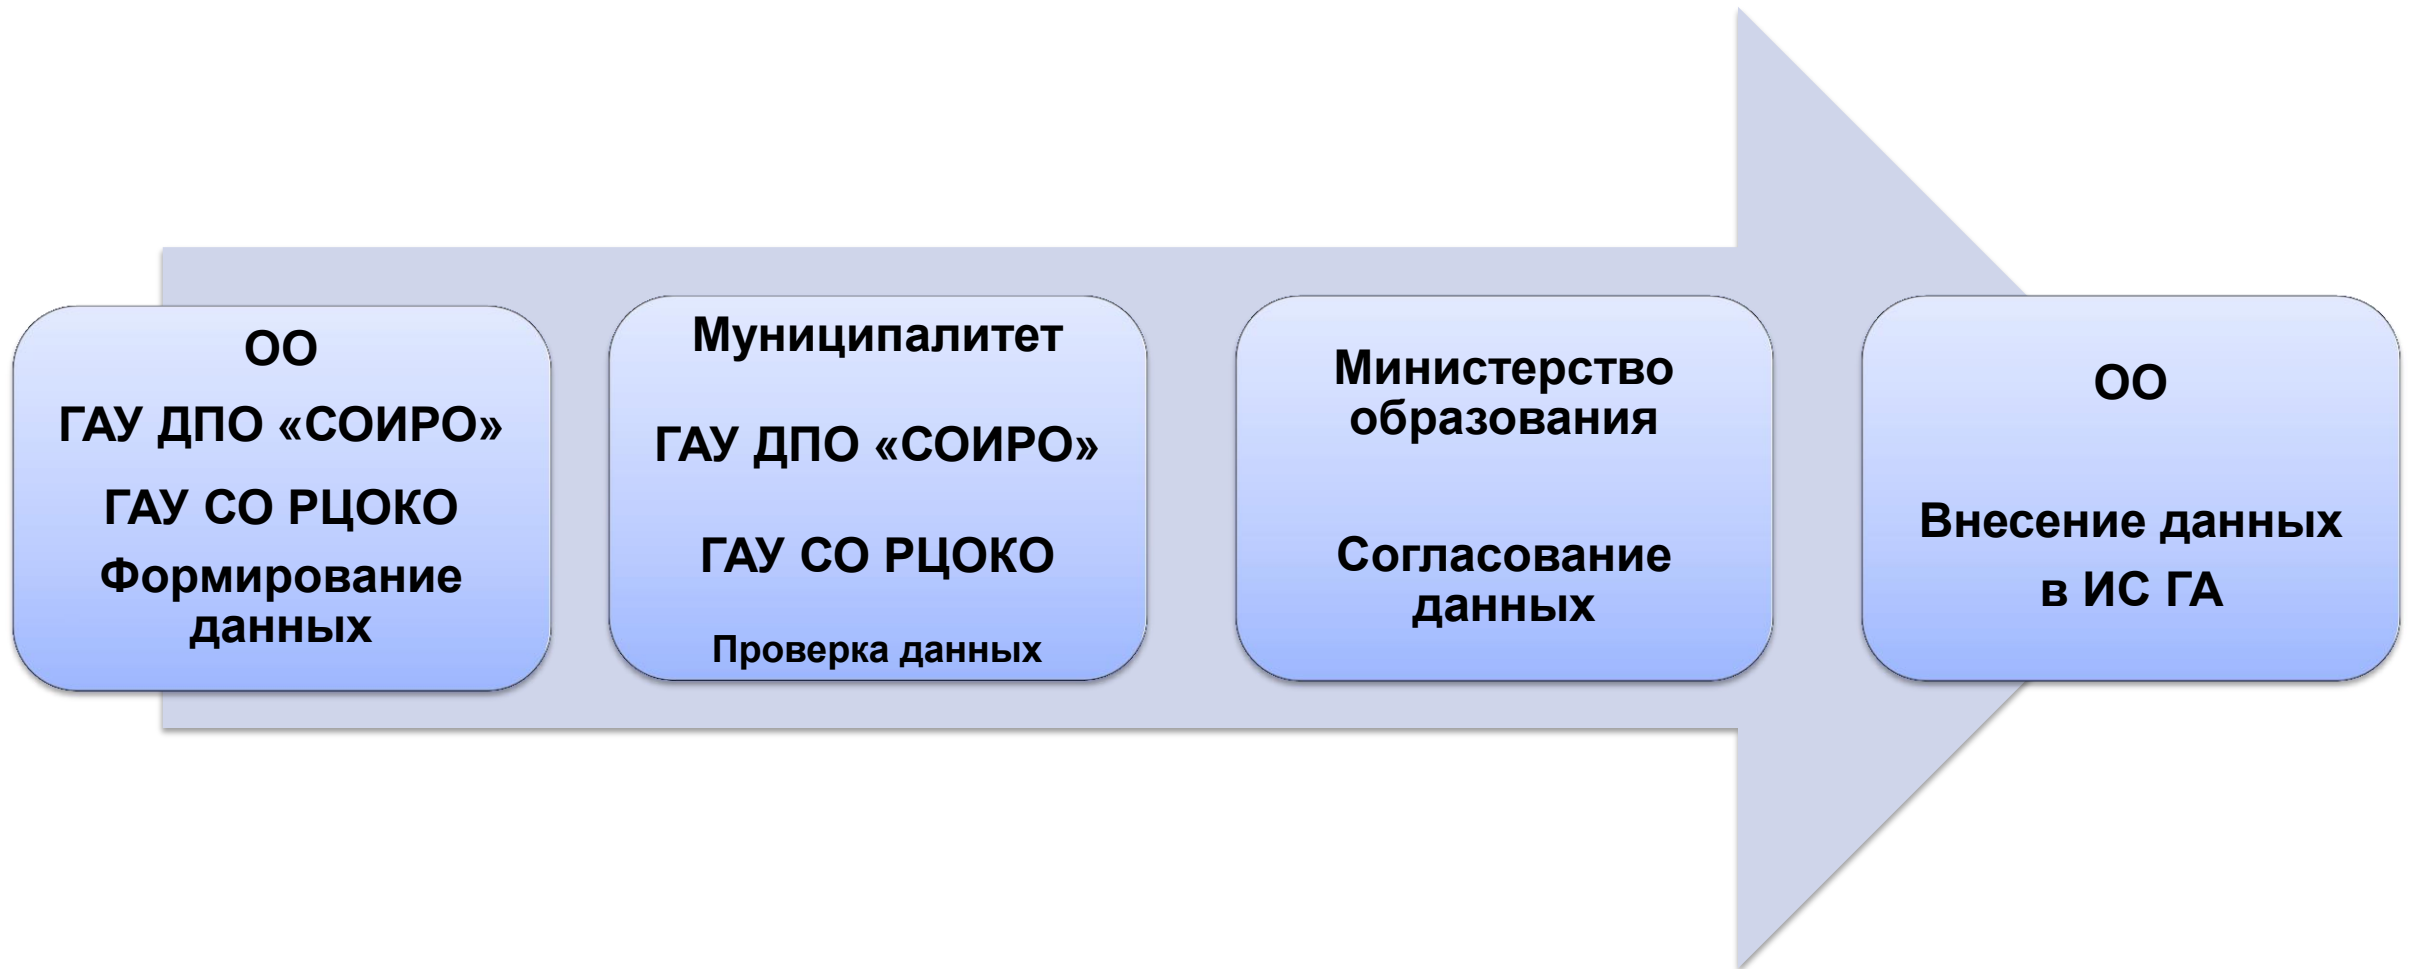 ОО
ГАУ ДПО «СОИРО»
ГАУ СО РЦОКО
Формирование
данных
Муниципалитет
ГАУ ДПО «СОИРО»
ГАУ СО РЦОКО
Проверка данных
Министерство
образования
Согласование
данных
ОО
Внесение данных
в ИС ГА